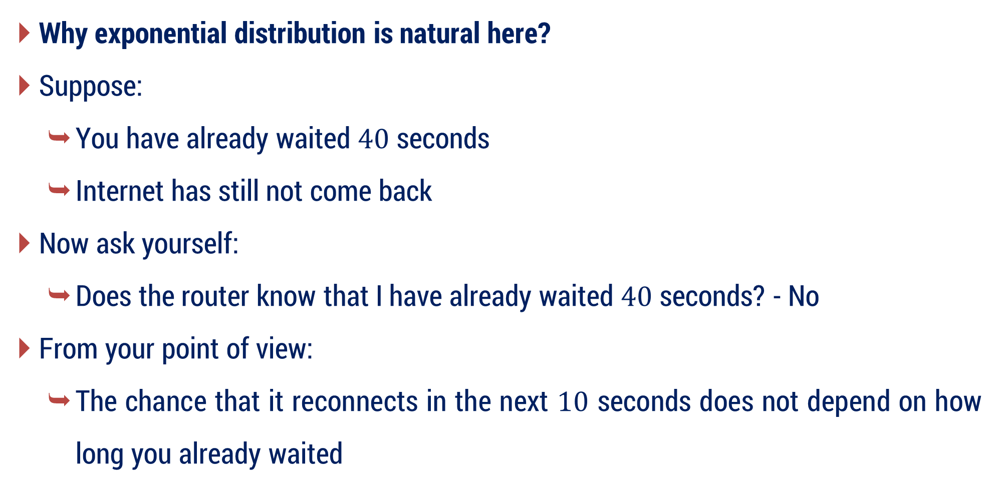 Why exponential distribution is natural here?
Suppose:
You have already waited 40 seconds
Internet has still not come back
Now ask yourself:
Does the router know that I have already waited 40 seconds? - No
From your point of view:
The chance that it reconnects in the next 10 seconds does not depend on how
long you already waited